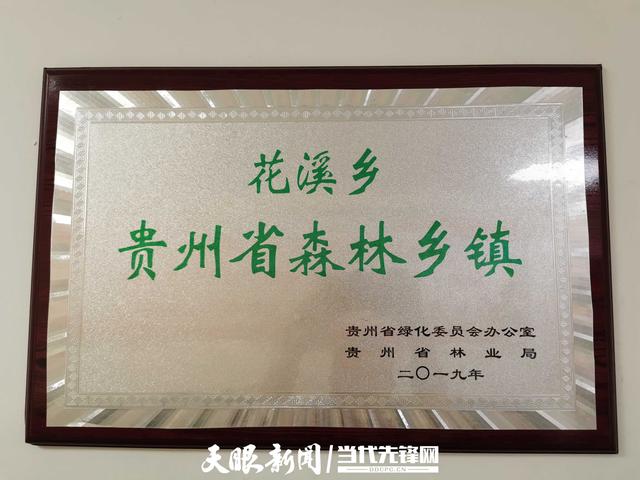 花溪乡
贵州省森林乡镇
贵州省绿化委员会办公室
贵州省林业局
二〇一九年
天眼新闻/当代先锋网
DDCPC.CN